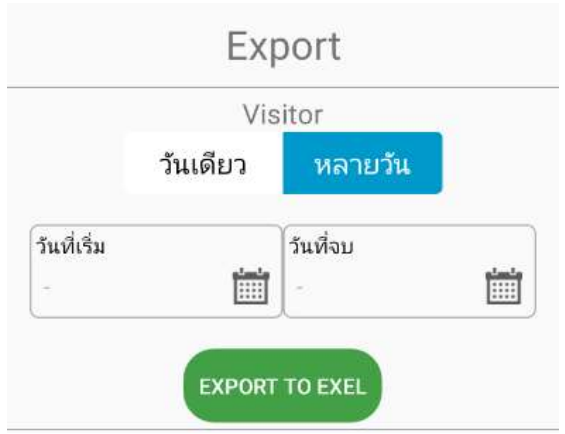 Export
Visitor
วันเดียว หลายวัน
วันที่เริ่ม วันที่จบ
- -
EXPORT TO EXEL